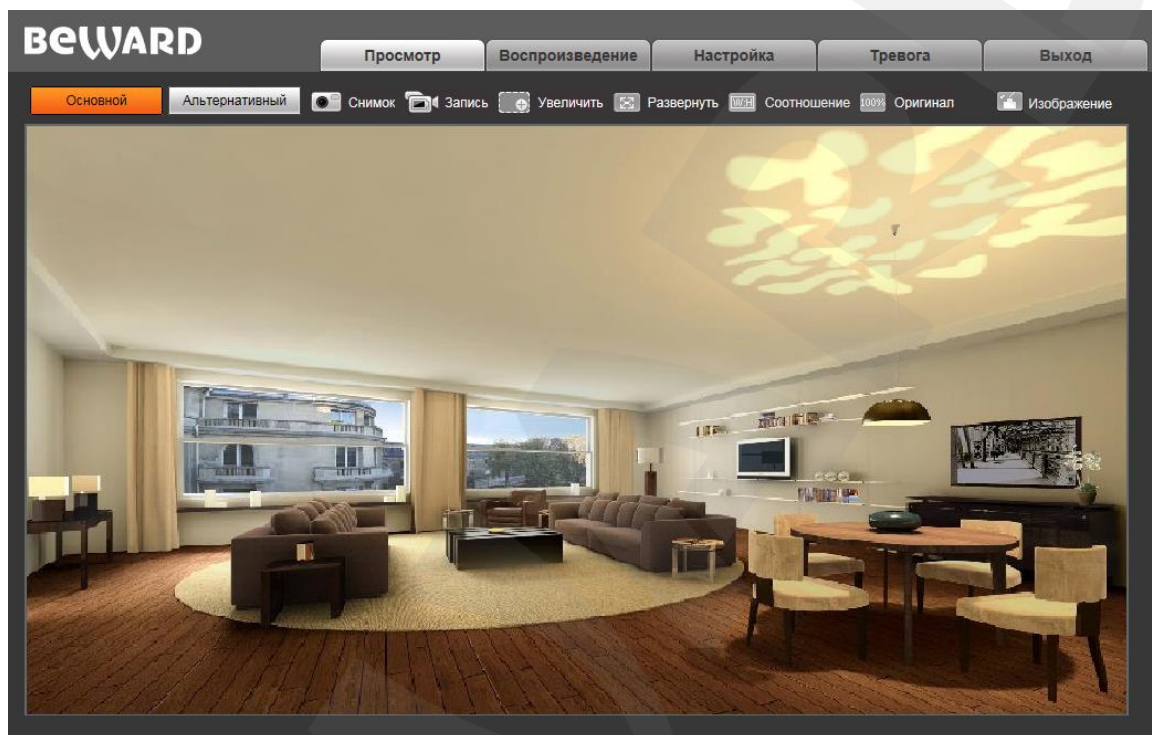 BEWARD
Просмотр Воспроизведение Настройка Тревога Выход
Основной Альтернативный Снимок Запись Увеличить Развернуть W:H Соотношение 100% Оригинал Изображение